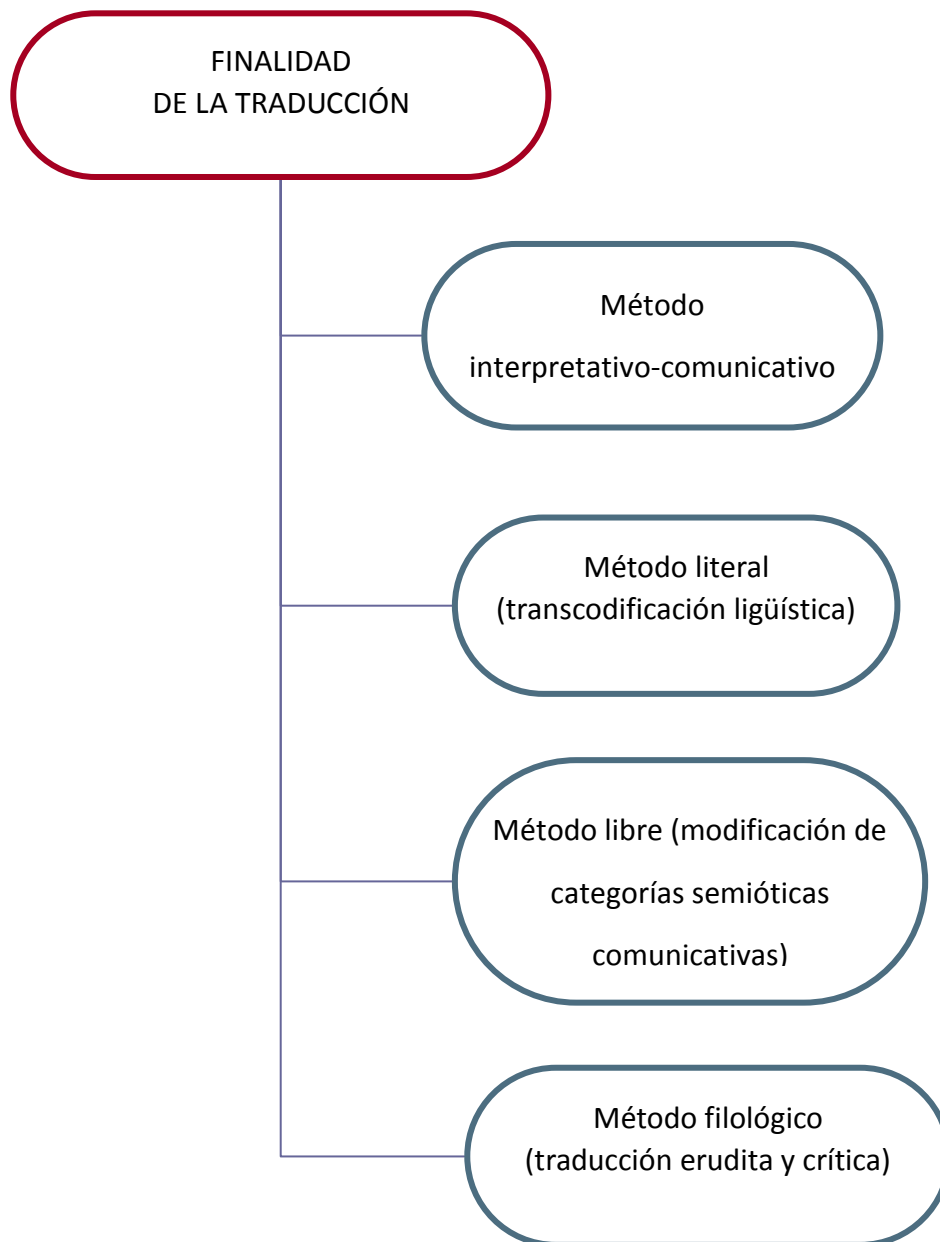 FINALIDAD
DE LA TRADUCCIÓN
Método
interpretativo-comunicativo
Método literal
(transcodificación ligüística)
Método libre (modificación de
categorías semióticas
comunicativas)
Método filológico
(traducción erudita y crítica)